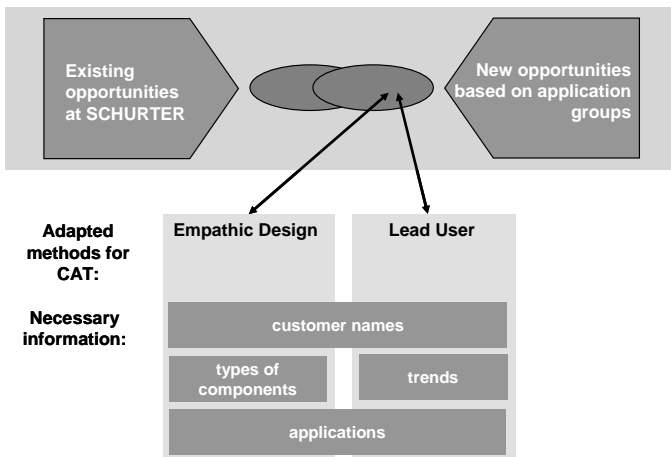 Existing
opportunities
at SCHURTER
New opportunities
based on application
groups
Adapted
methods for
CAT:
Empathic Design
Lead User
Necessary
information:
customer names
types of
components
trends
applications